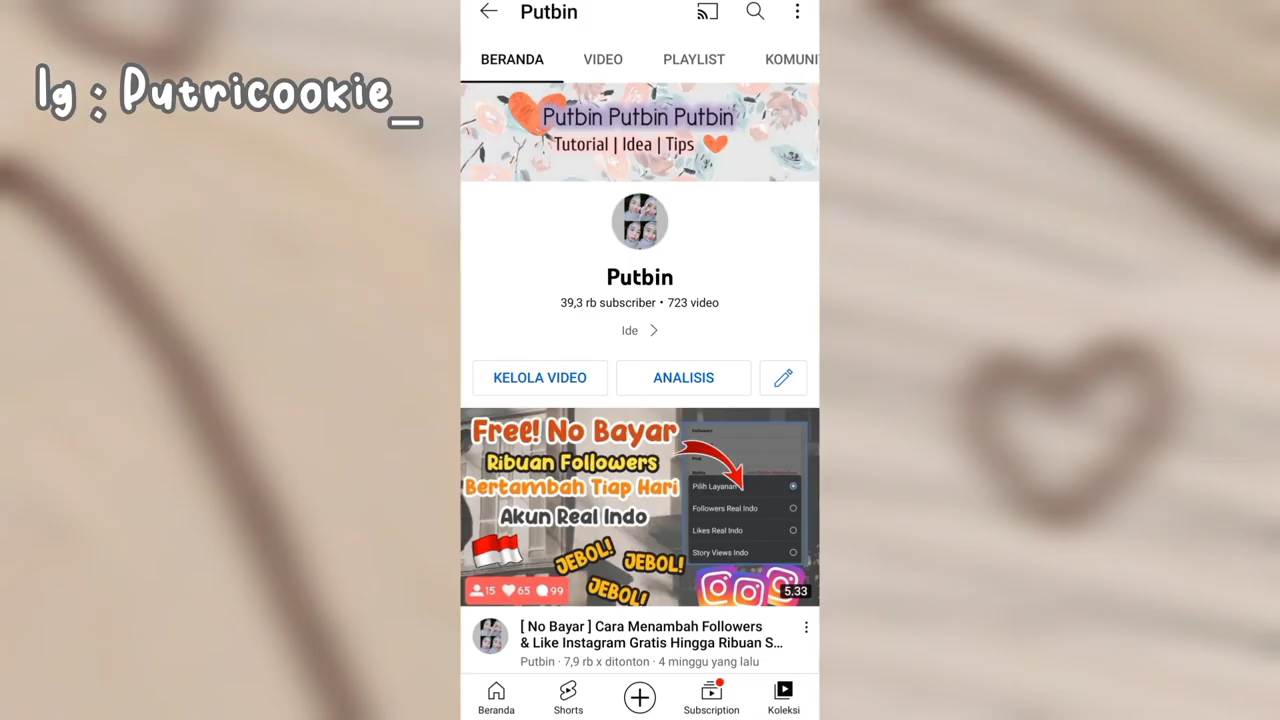 Ig : Putricookie_
Putbin
BERANDA VIDEO PLAYLIST KOMUNI
Putbin Putbin Putbin
Tutorial | Idea | Tips
Putbin
39,3 rb subscriber • 723 video
Ide
KELOLA VIDEO ANALISIS
Free! No Bayar
Ribuan Followers
Bertambah Tiap Hari
Akun Real Indo
JEBOL! JEBOL!
JEBOL!
15 65 99
Followers
Pilih Layanan
Followers Real Indo
Likes Real Indo
Story Views Indo
5.33
[ No Bayar ] Cara Menambah Followers
& Like Instagram Gratis Hingga Ribuan S...
Putbin · 7,9 rb x ditonton · 4 minggu yang lalu
Beranda Shorts Subscription Koleksi